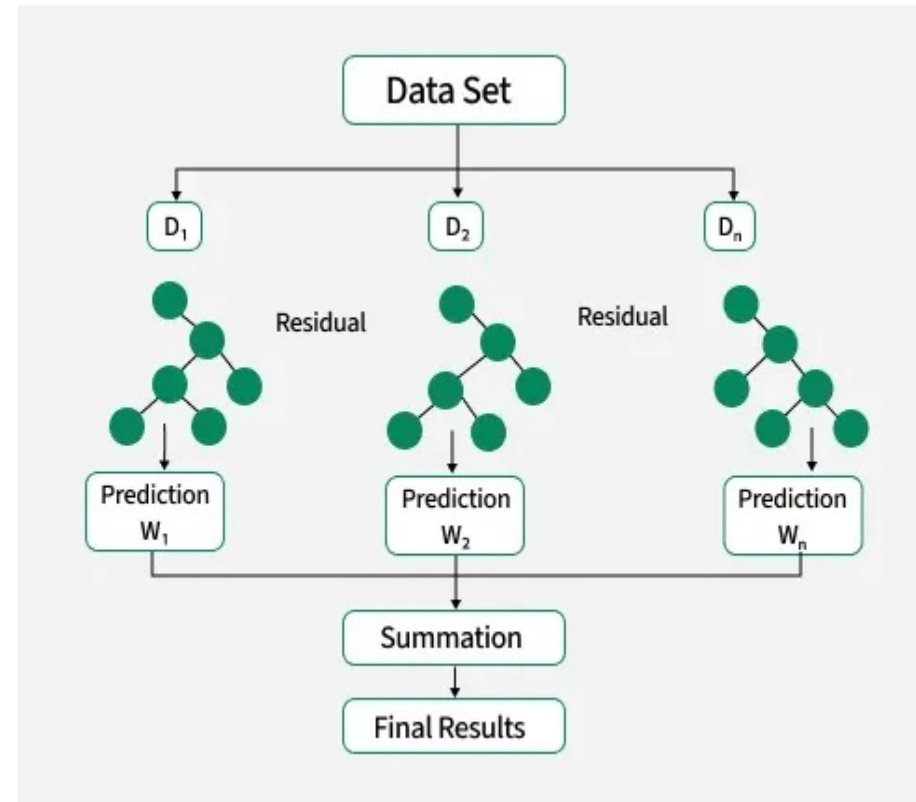 Data Set
D₁
D₂
Dₙ
Residual
Residual
Prediction
W₁
Prediction
W₂
Prediction
Wₙ
Summation
Final Results